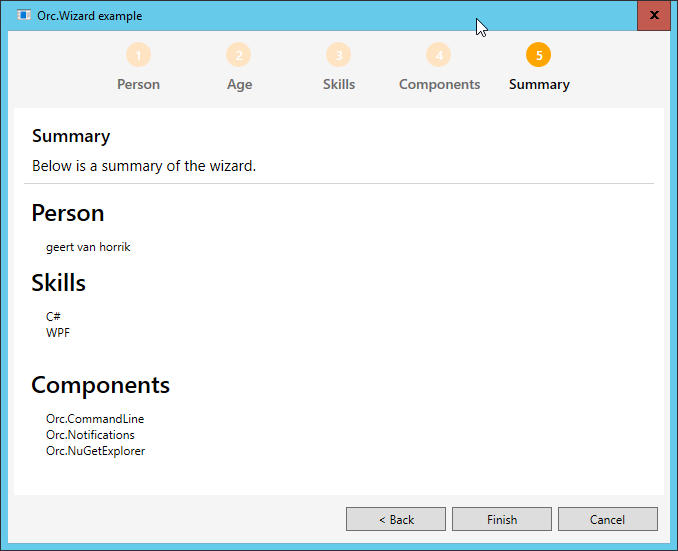 Orc.Wizard example
x
1 2 3 4 5
Person Age Skills Components Summary
Summary
Below is a summary of the wizard.
Person
geert van horrik
Skills
C#
WPF
Components
Orc.CommandLine
Orc.Notifications
Orc.NuGetExplorer
< Back Finish Cancel